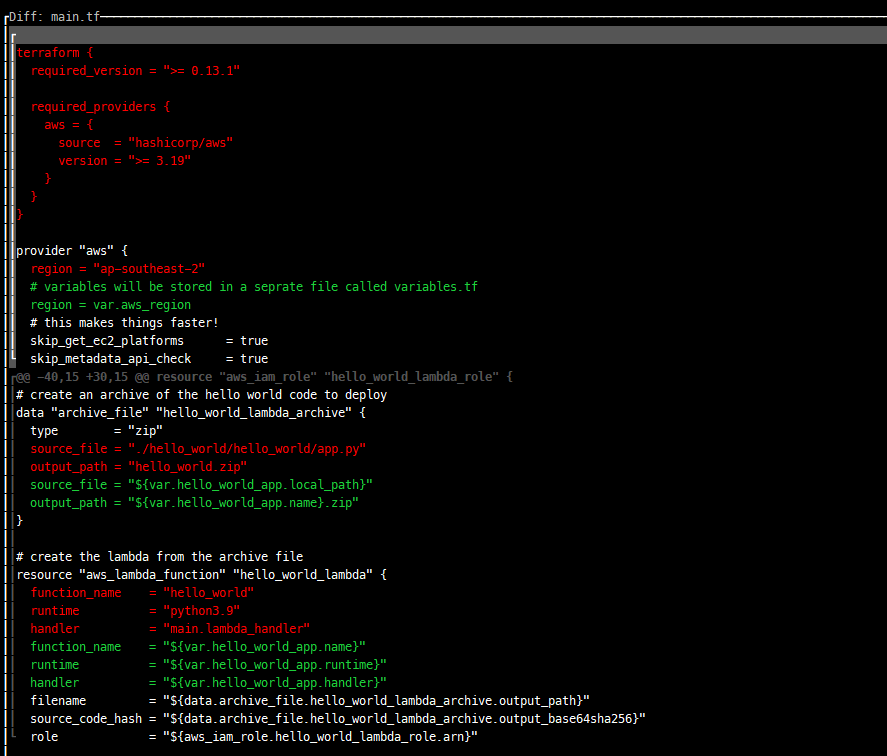 Diff: main.tf
terraform {
  required_version = ">= 0.13.1"

  required_providers {
    aws = {
      source  = "hashicorp/aws"
      version = ">= 3.19"
    }
  }
}

provider "aws" {
  region = "ap-southeast-2"
  # variables will be stored in a seprate file called variables.tf
  region = var.aws_region
  # this makes things faster!
  skip_get_ec2_platforms      = true
  skip_metadata_api_check     = true
@@ -40,15 +30,15 @@ resource "aws_iam_role" "hello_world_lambda_role" {
# create an archive of the hello world code to deploy
data "archive_file" "hello_world_lambda_archive" {
  type        = "zip"
  source_file = "./hello_world/hello_world/app.py"
  output_path = "hello_world.zip"
  source_file = "${var.hello_world_app.local_path}"
  output_path = "${var.hello_world_app.name}.zip"
}

# create the lambda from the archive file
resource "aws_lambda_function" "hello_world_lambda" {
  function_name    = "hello_world"
  runtime          = "python3.9"
  handler          = "main.lambda_handler"
  function_name    = "${var.hello_world_app.name}"
  runtime          = "${var.hello_world_app.runtime}"
  handler          = "${var.hello_world_app.handler}"
  filename         = "${data.archive_file.hello_world_lambda_archive.output_path}"
  source_code_hash = "${data.archive_file.hello_world_lambda_archive.output_base64sha256}"
  role             = "${aws_iam_role.hello_world_lambda_role.arn}"